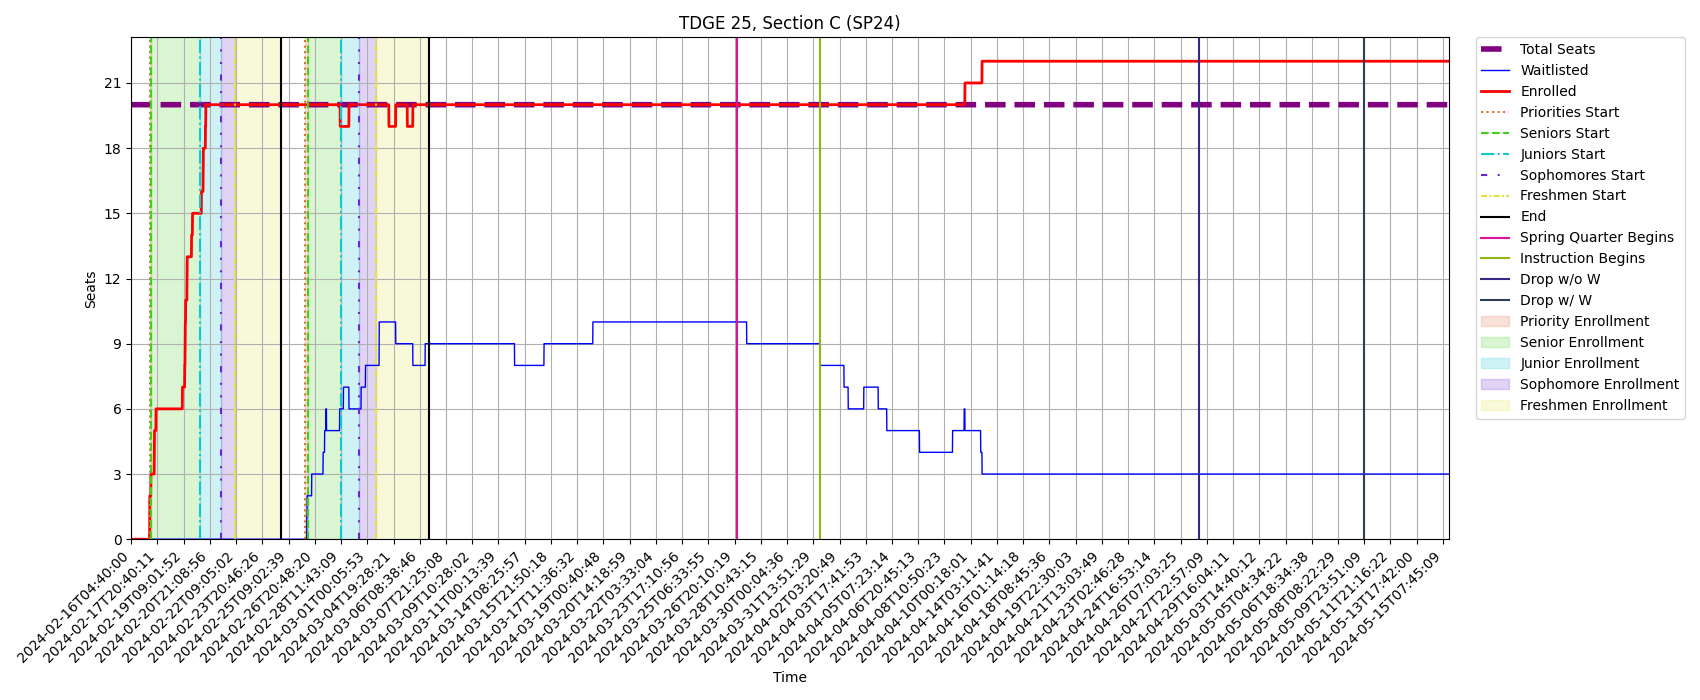 TDGE 25, Section C (SP24)
Seats
21
18
15
12
9
6
3
0
2024-02-16T04:40:00
2024-02-17T20:40:11
2024-02-19T09:01:52
2024-02-20T21:08:56
2024-02-22T09:05:02
2024-02-23T20:46:26
2024-02-25T09:02:39
2024-02-26T20:48:20
2024-02-28T11:43:09
2024-03-01T00:05:53
2024-03-04T19:28:21
2024-03-06T08:38:46
2024-03-07T21:25:08
2024-03-09T10:28:02
2024-03-11T00:13:39
2024-03-14T08:25:57
2024-03-15T21:50:18
2024-03-17T11:36:32
2024-03-19T00:40:48
2024-03-20T14:18:59
2024-03-22T03:33:04
2024-03-23T17:10:56
2024-03-25T06:33:55
2024-03-26T20:10:19
2024-03-28T10:43:15
2024-03-30T00:04:36
2024-03-31T13:51:29
2024-04-02T03:20:49
2024-04-03T17:41:53
2024-04-05T07:23:14
2024-04-06T20:45:13
2024-04-08T10:50:23
2024-04-10T00:18:01
2024-04-14T03:11:41
2024-04-16T01:14:18
2024-04-18T08:45:36
2024-04-19T22:30:03
2024-04-21T13:03:49
2024-04-23T02:46:28
2024-04-24T16:53:14
2024-04-26T07:03:25
2024-04-27T22:57:09
2024-04-29T16:04:11
2024-05-03T14:40:12
2024-05-05T04:34:22
2024-05-06T18:34:38
2024-05-08T08:22:29
2024-05-09T23:51:09
2024-05-11T21:16:22
2024-05-13T17:42:00
2024-05-15T07:45:09
Time
Total Seats
Waitlisted
Enrolled
Priorities Start
Seniors Start
Juniors Start
Sophomores Start
Freshmen Start
End
Spring Quarter Begins
Instruction Begins
Drop w/o W
Drop w/ W
Priority Enrollment
Senior Enrollment
Junior Enrollment
Sophomore Enrollment
Freshmen Enrollment